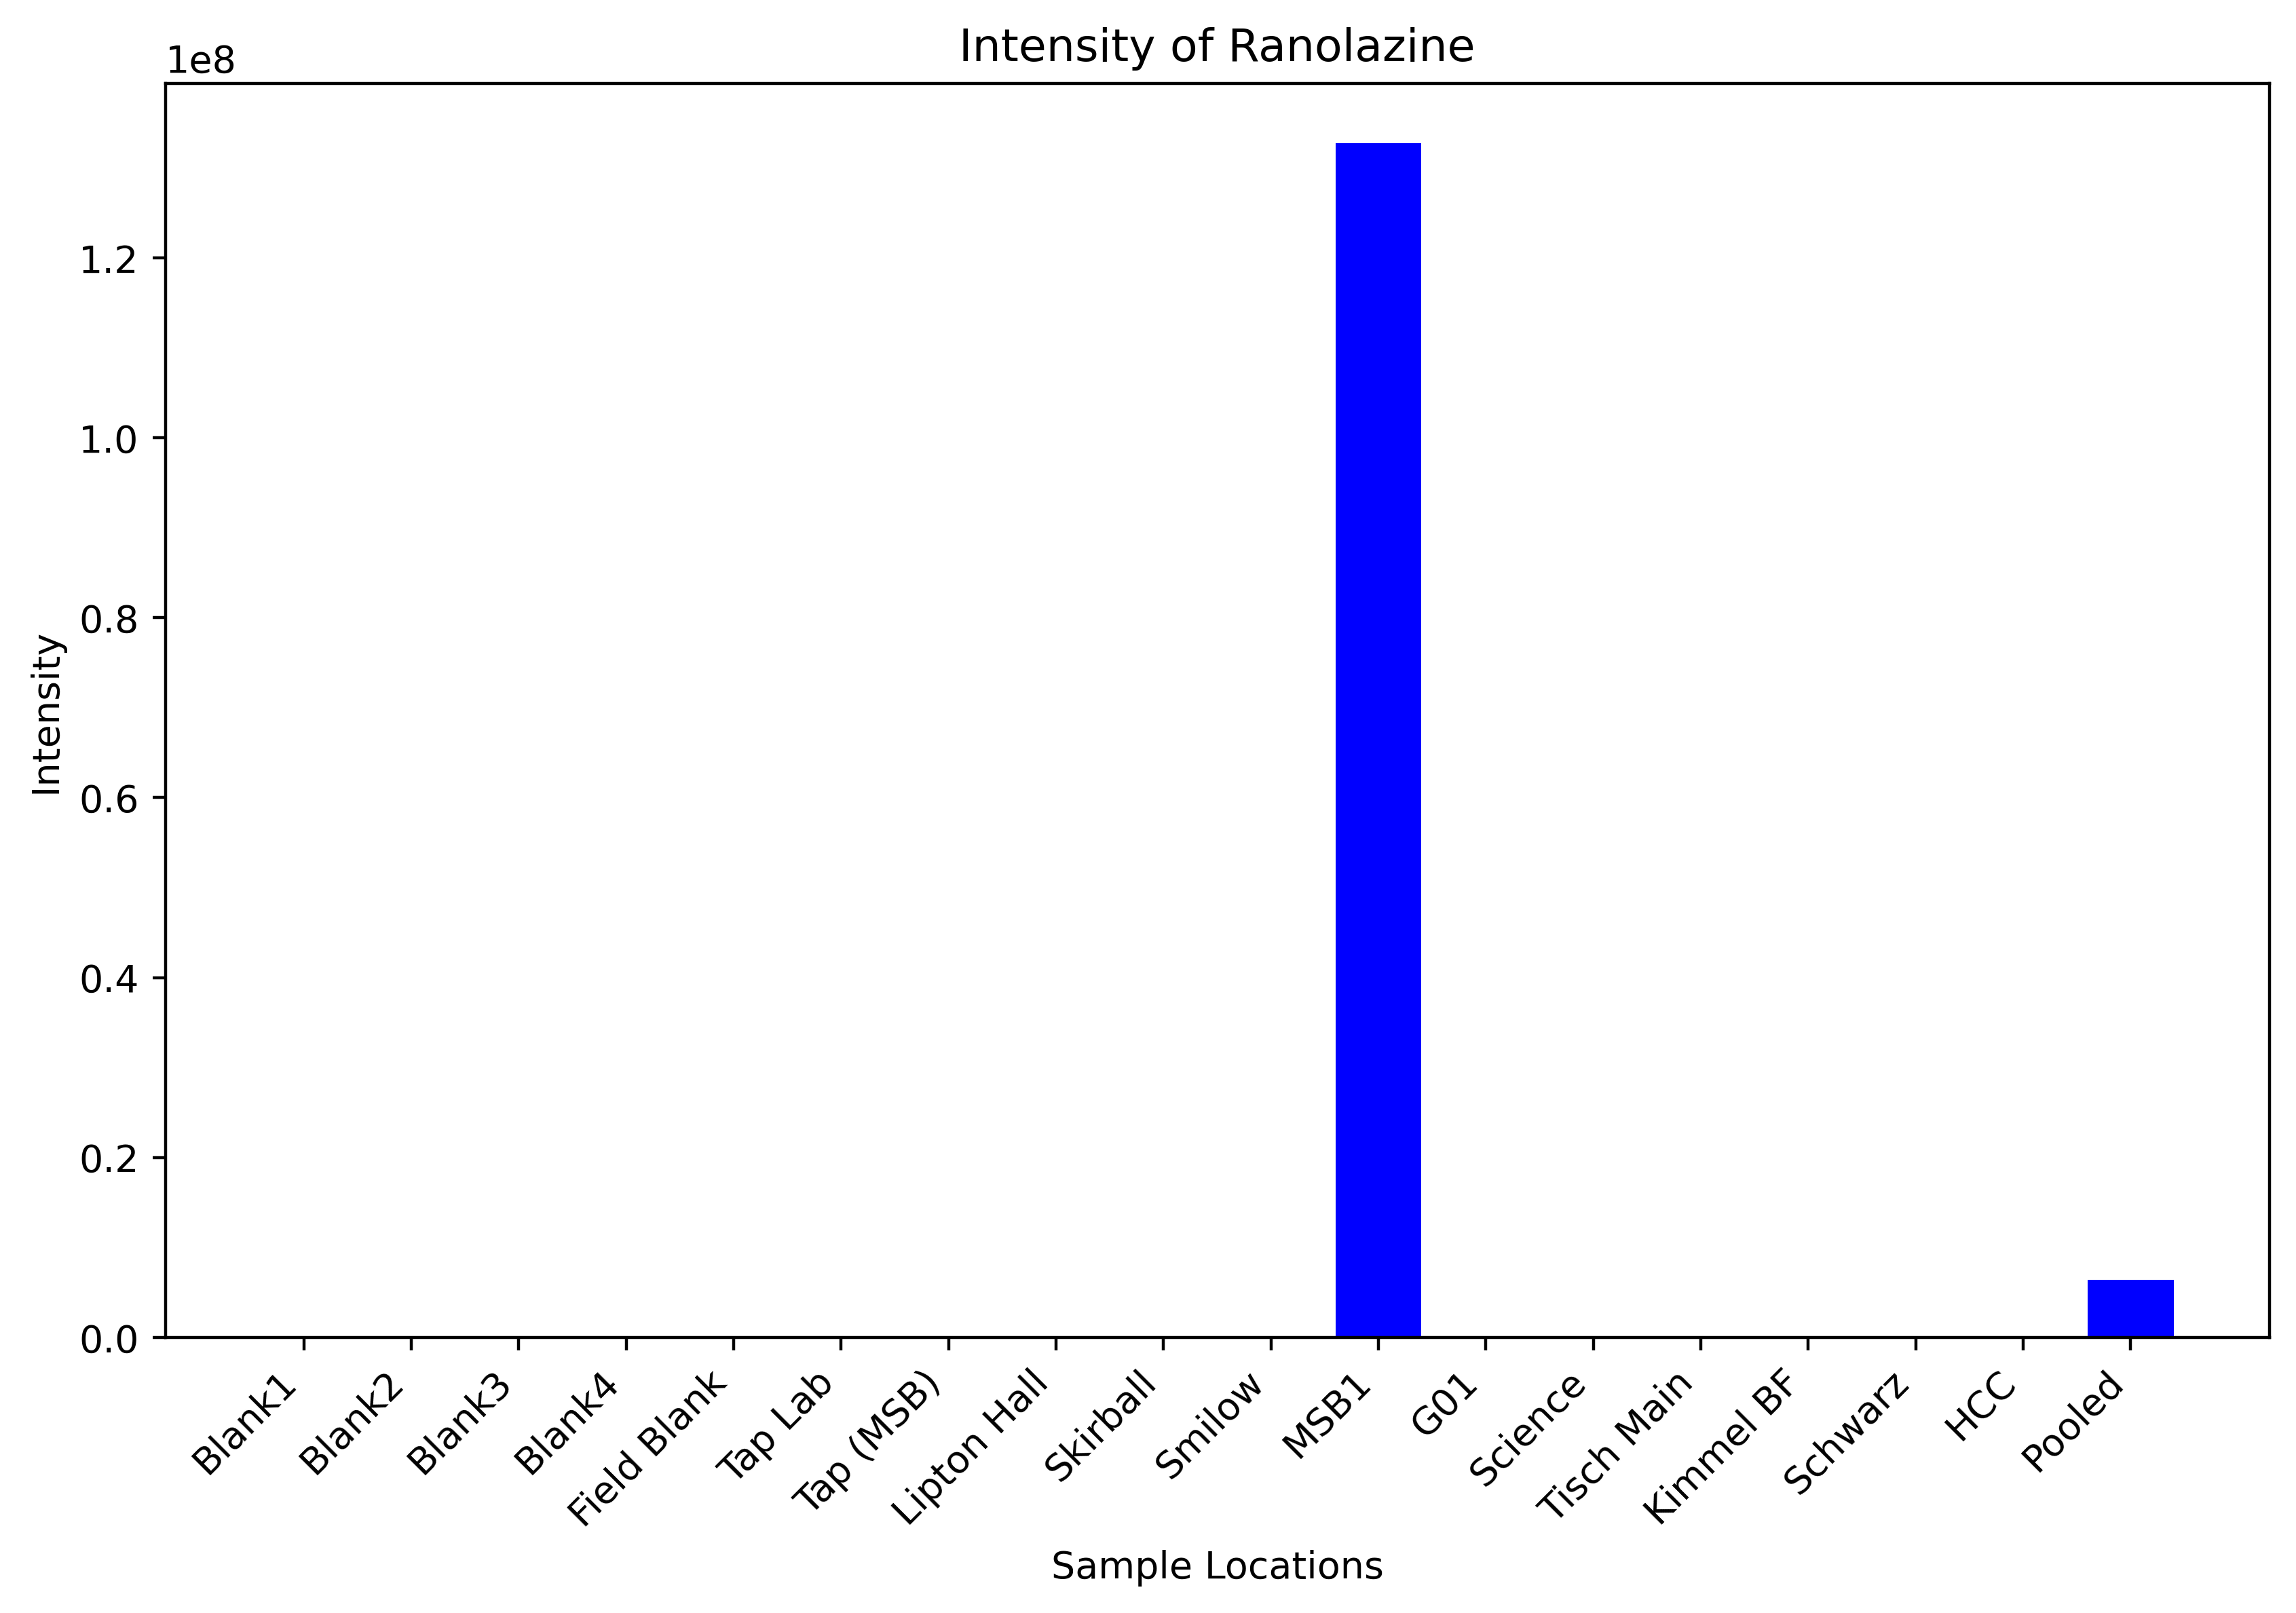 Intensity of Ranolazine
1e8
1.2
1.0
0.8
0.6
0.4
0.2
0.0
Intensity
Blank1
Blank2
Blank3
Blank4
Field Blank
Tap Lab
Tap (MSB)
Lipton Hall
Skirball
Smilow
MSB1
G01
Science
Tisch Main
Kimmel BF
Schwarz
HCC
Pooled
Sample Locations